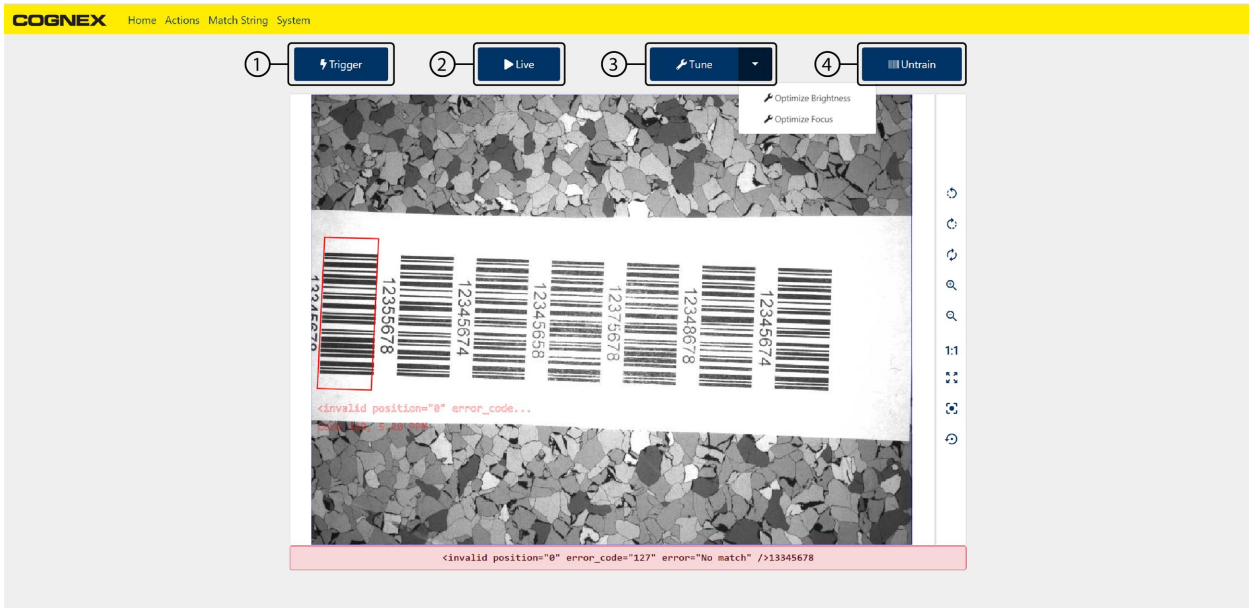 COGNEX Home Actions Match String System
1 Trigger 2 Live 3 Tune 4 Untrain
Optimize Brightness
Optimize Focus
12355678
12345674
12345658
12375678
12348678
12345674
1:1
<invalid position="0" error_code...
<invalid position="0" error_code="127" error="No match" />13345678